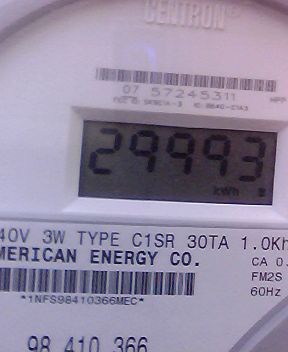 CENTRON®
07 57245311
29993
kWh
40V 3W TYPE C1SR 30TA 1.0Kh
MERICAN ENERGY CO.
CA 0.
FM2S
60Hz
*1NFS98410366MEC*
98 410 366